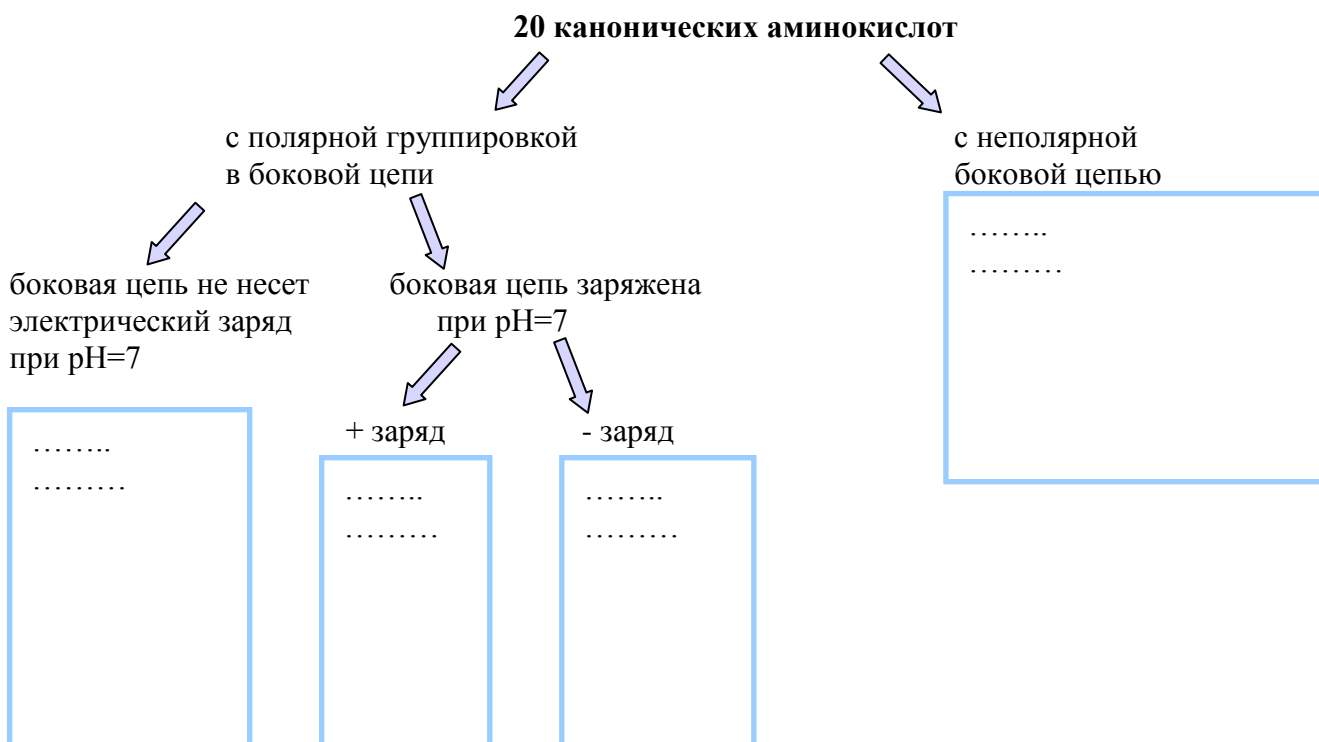 20 канонических аминокислот
с полярной группировкой
в боковой цепи
с неполярной
боковой цепью
……..
………
боковая цепь не несет
электрический заряд
при pH=7
боковая цепь заряжена
при pH=7
+ заряд
- заряд
……..
………
……..
………
……..
………